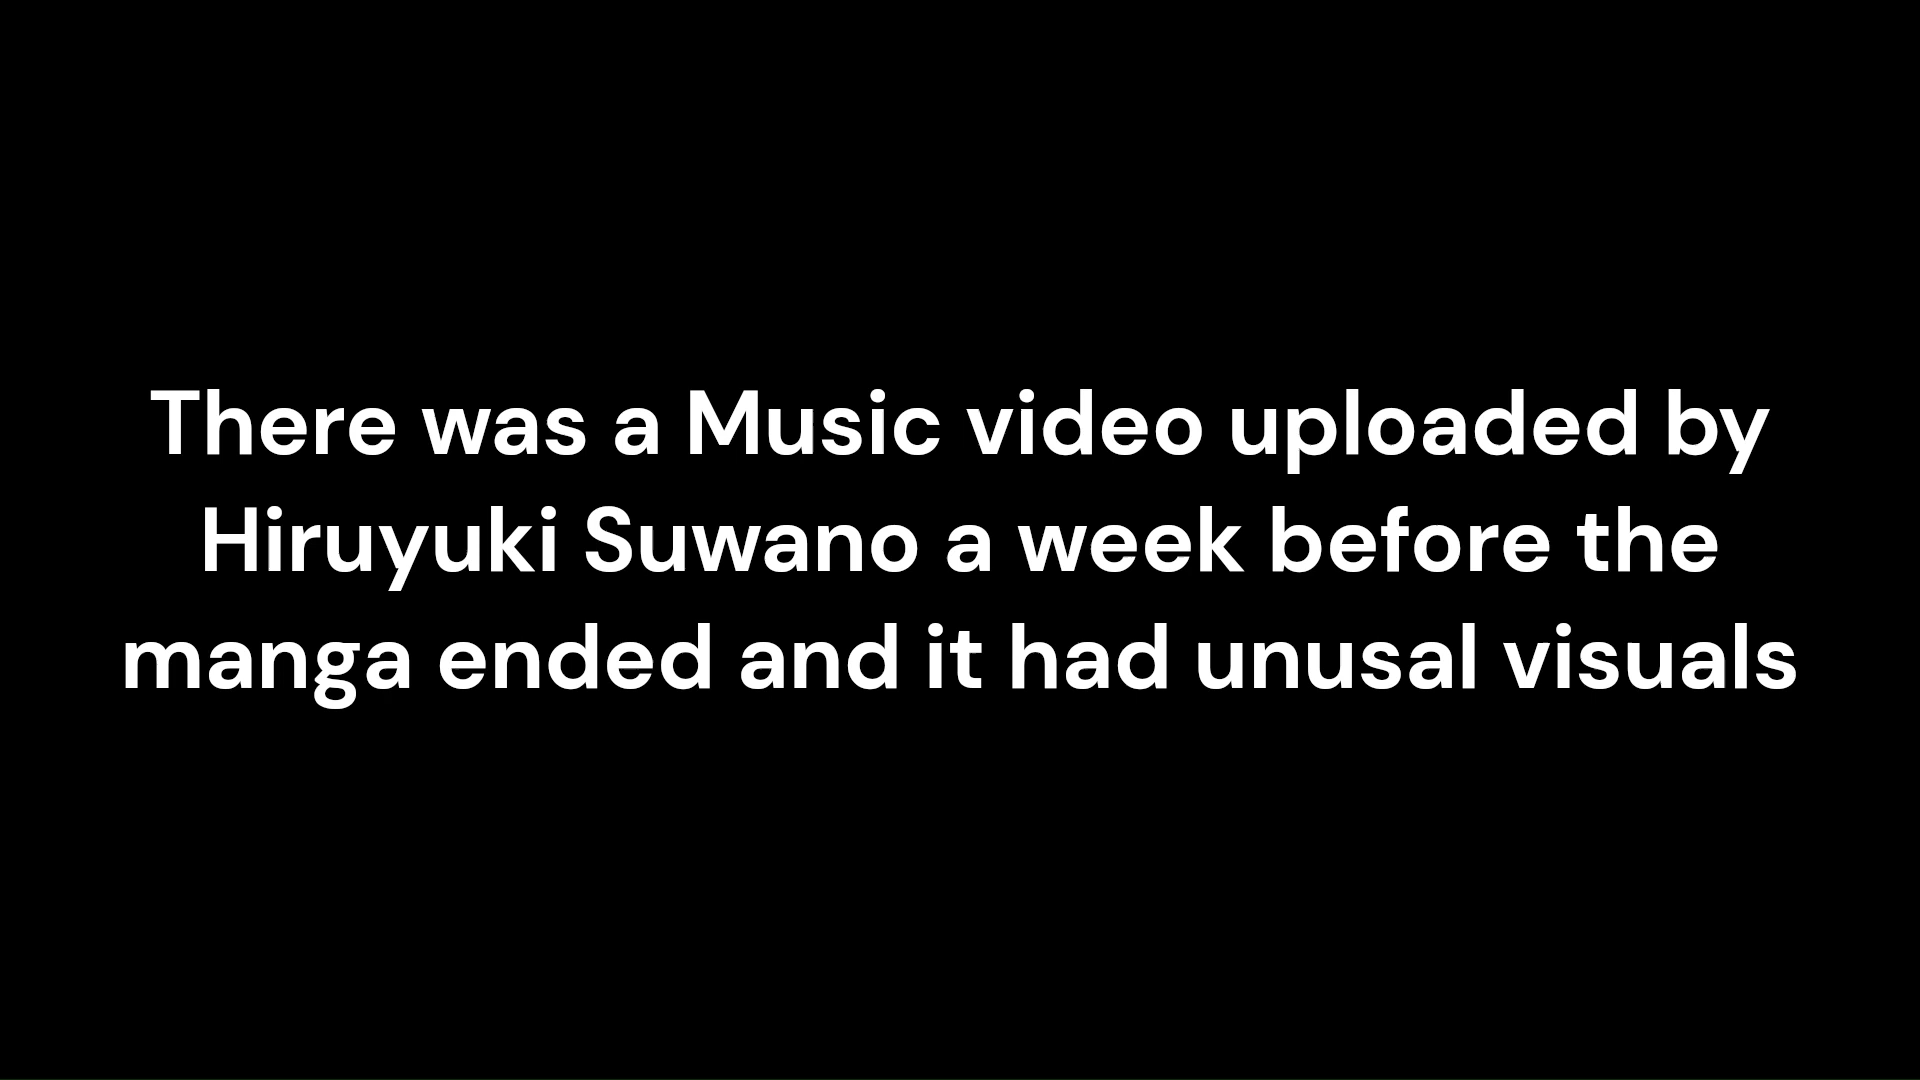 There was a Music video uploaded by
Hiruyuki Suwano a week before the
manga ended and it had unusal visuals